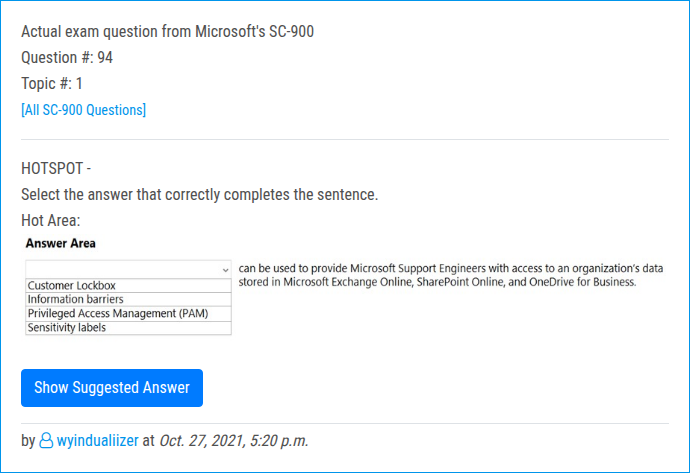 Actual exam question from Microsoft's SC-900
Question #: 94
Topic #: 1
[All SC-900 Questions]
HOTSPOT -
Select the answer that correctly completes the sentence.
Hot Area:
Answer Area
can be used to provide Microsoft Support Engineers with access to an organization's data
stored in Microsoft Exchange Online, SharePoint Online, and OneDrive for Business.
Customer Lockbox
Information barriers
Privileged Access Management (PAM)
Sensitivity labels
Show Suggested Answer
by wyindualiizer at Oct. 27, 2021, 5:20 p.m.